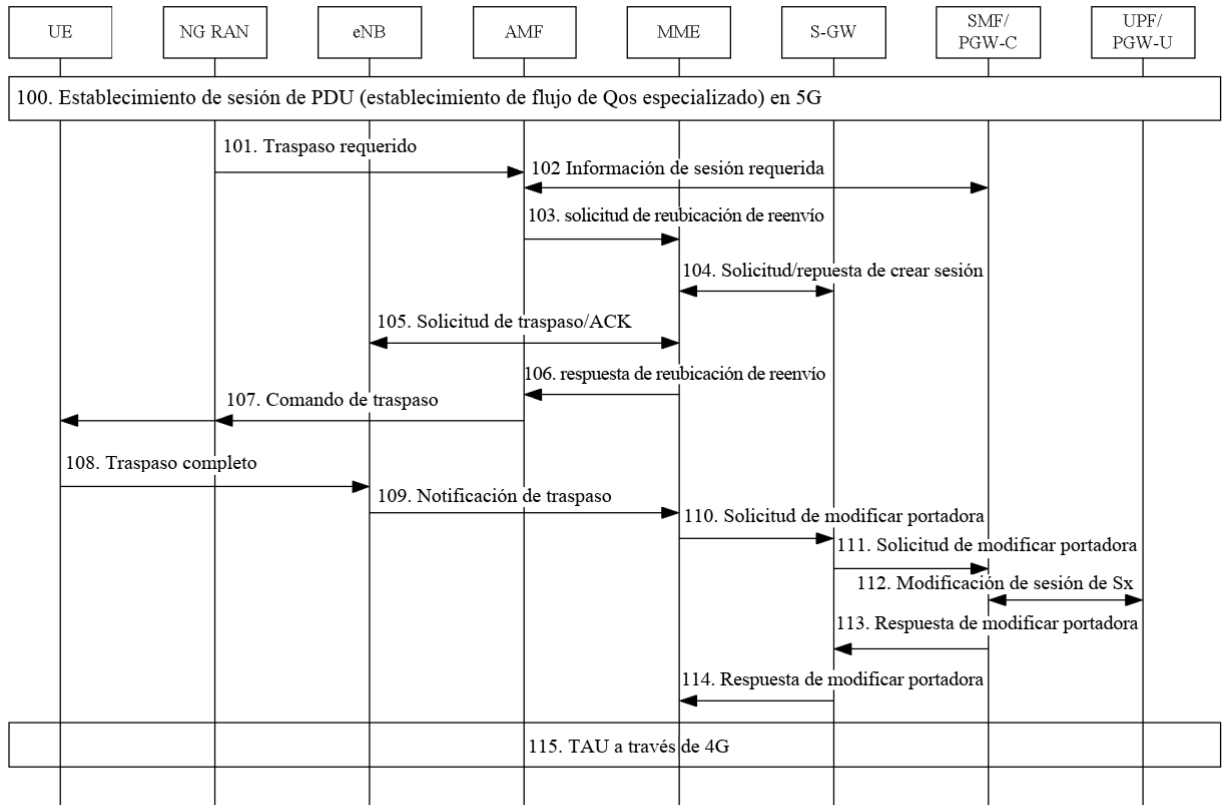 UE
NG RAN
eNB
AMF
MME
S-GW
SMF/
PGW-C
UPF/
PGW-U
100. Establecimiento de sesión de PDU (establecimiento de flujo de Qos especializado) en 5G
101. Traspaso requerido
102 Información de sesión requerida
103. solicitud de reubicación de reenvío
104. Solicitud/repuesta de crear sesión
105. Solicitud de traspaso/ACK
106. respuesta de reubicación de reenvío
107. Comando de traspaso
108. Traspaso completo
109. Notificación de traspaso
110. Solicitud de modificar portadora
111. Solicitud de modificar portadora
112. Modificación de sesión de Sx
113. Respuesta de modificar portadora
114. Respuesta de modificar portadora
115. TAU a través de 4G